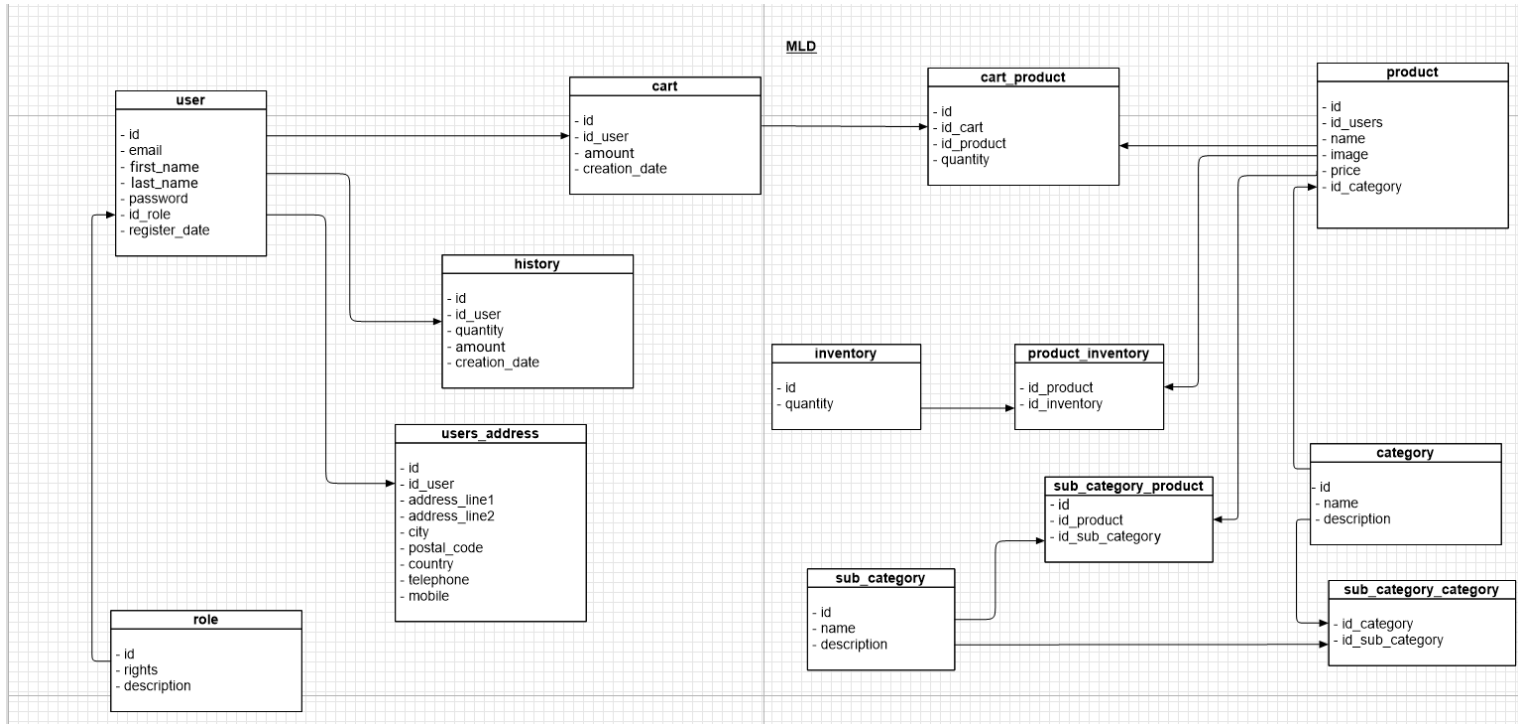 MLD
user
- id
- email
- first_name
- last_name
- password
- id_role
- register_date
cart
- id
- id_user
- amount
- creation_date
cart_product
- id
- id_cart
- id_product
- quantity
product
- id
- id_users
- name
- image
- price
- id_category
history
- id
- id_user
- quantity
- amount
- creation_date
inventory
- id
- quantity
product_inventory
- id_product
- id_inventory
users_address
- id
- id_user
- address_line1
- address_line2
- city
- postal_code
- country
- telephone
- mobile
category
- id
- name
- description
sub_category_product
- id
- id_product
- id_sub_category
sub_category
- id
- name
- description
sub_category_category
- id_category
- id_sub_category
role
- id
- rights
- description